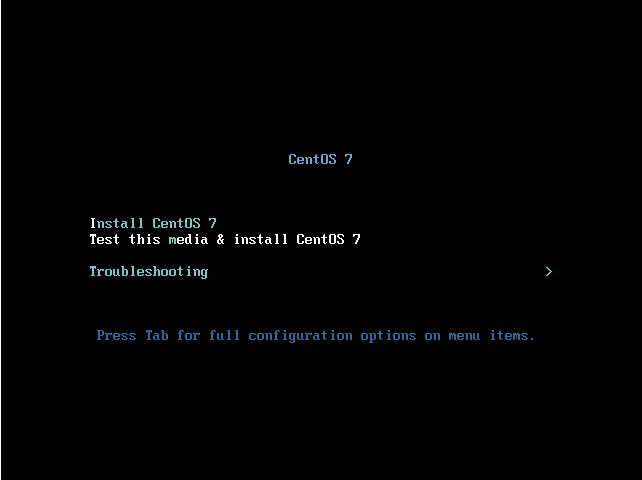 CentOS 7
Install CentOS 7
Test this media & install CentOS 7
Troubleshooting >
Press Tab for full configuration options on menu items.